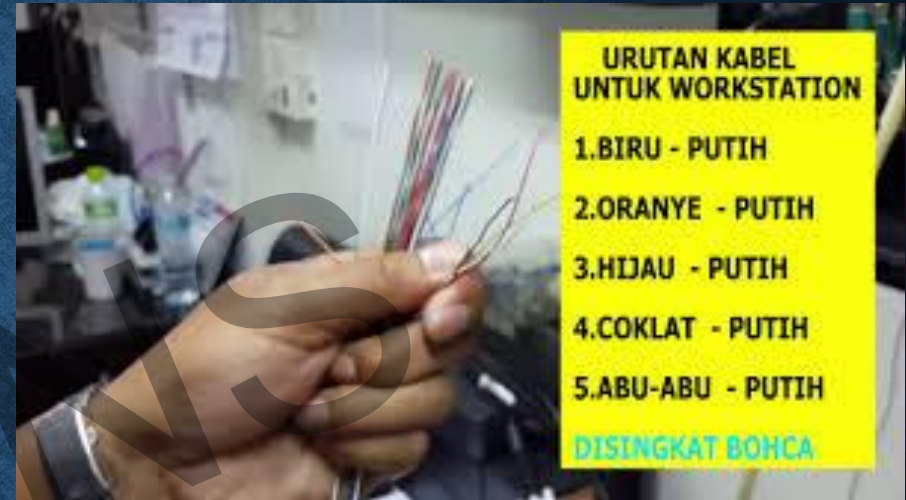 URUTAN KABEL
UNTUK WORKSTATION
1.BIRU - PUTIH
2.ORANYE - PUTIH
3.HIJAU - PUTIH
4.COKLAT - PUTIH
5.ABU-ABU - PUTIH
DISINGKAT BOHCA
NS